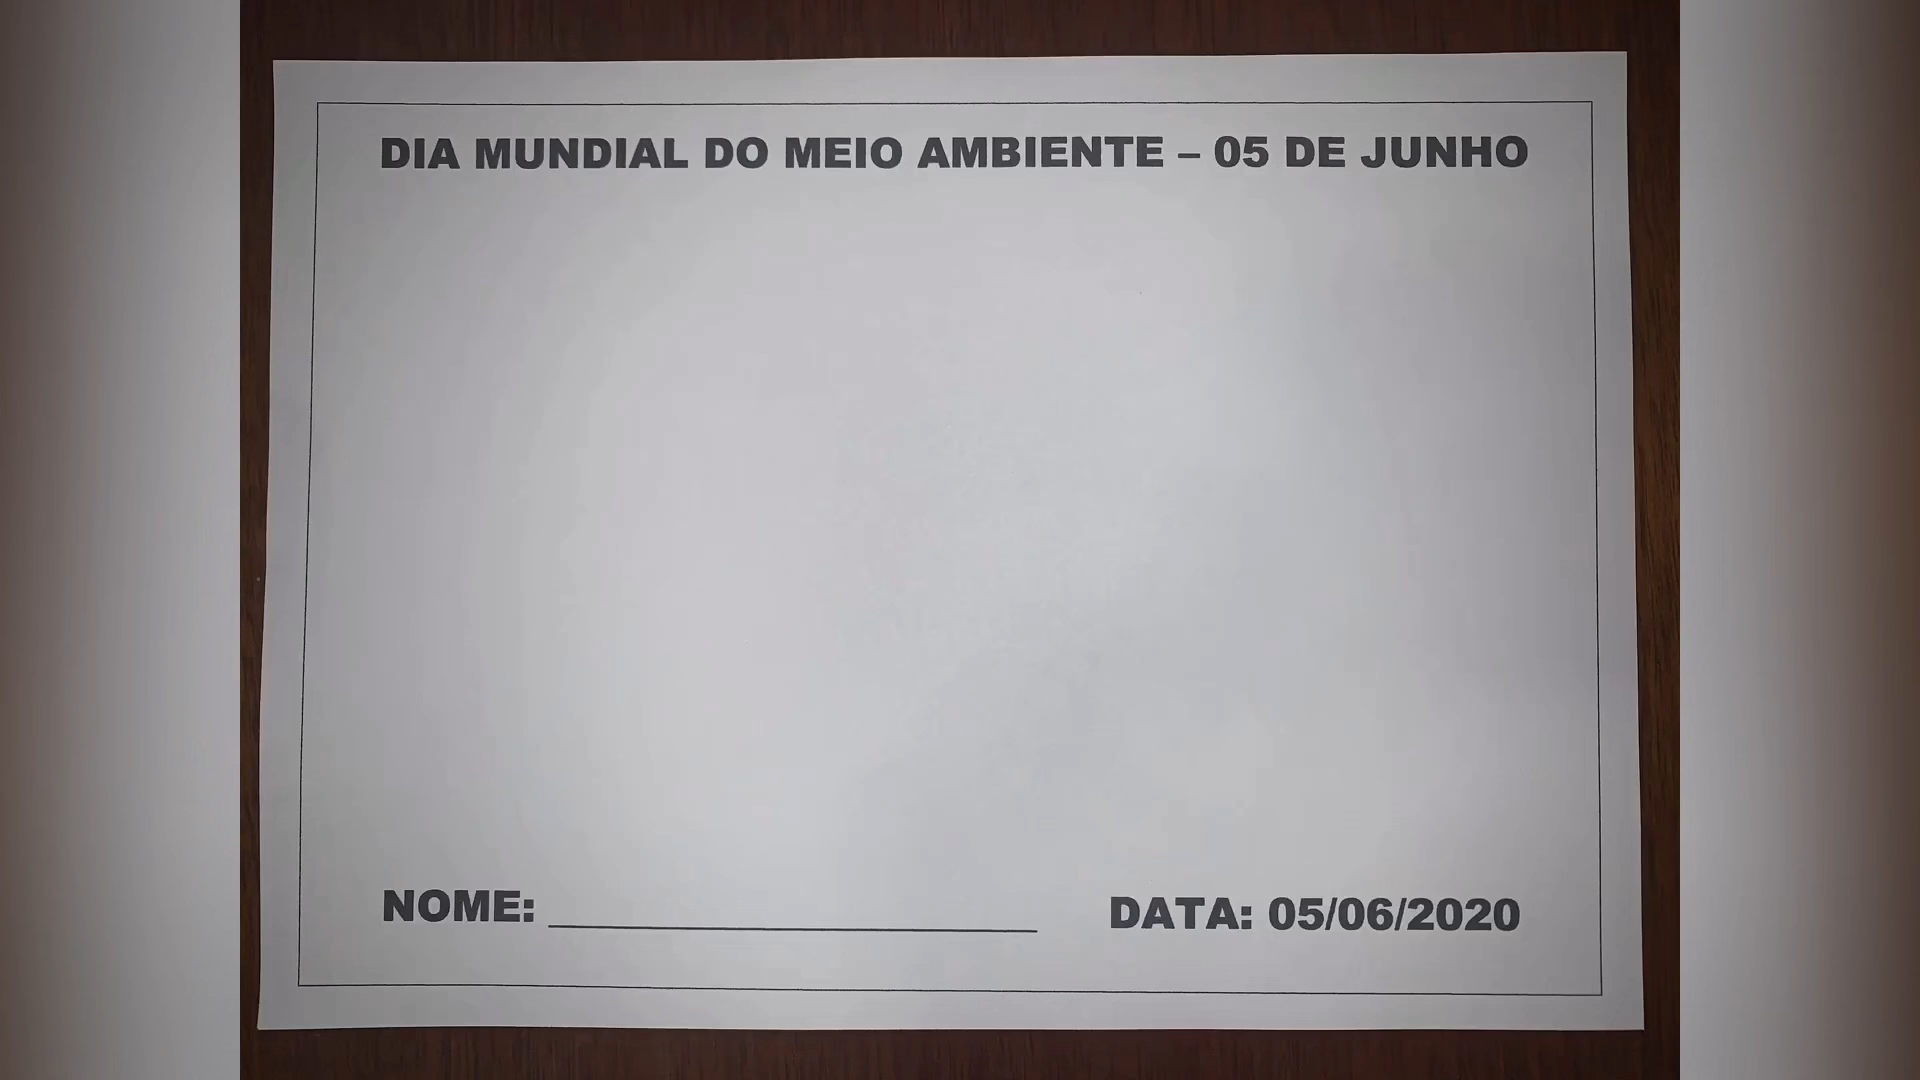 DIA MUNDIAL DO MEIO AMBIENTE – 05 DE JUNHO
NOME: ____________________ DATA: 05/06/2020